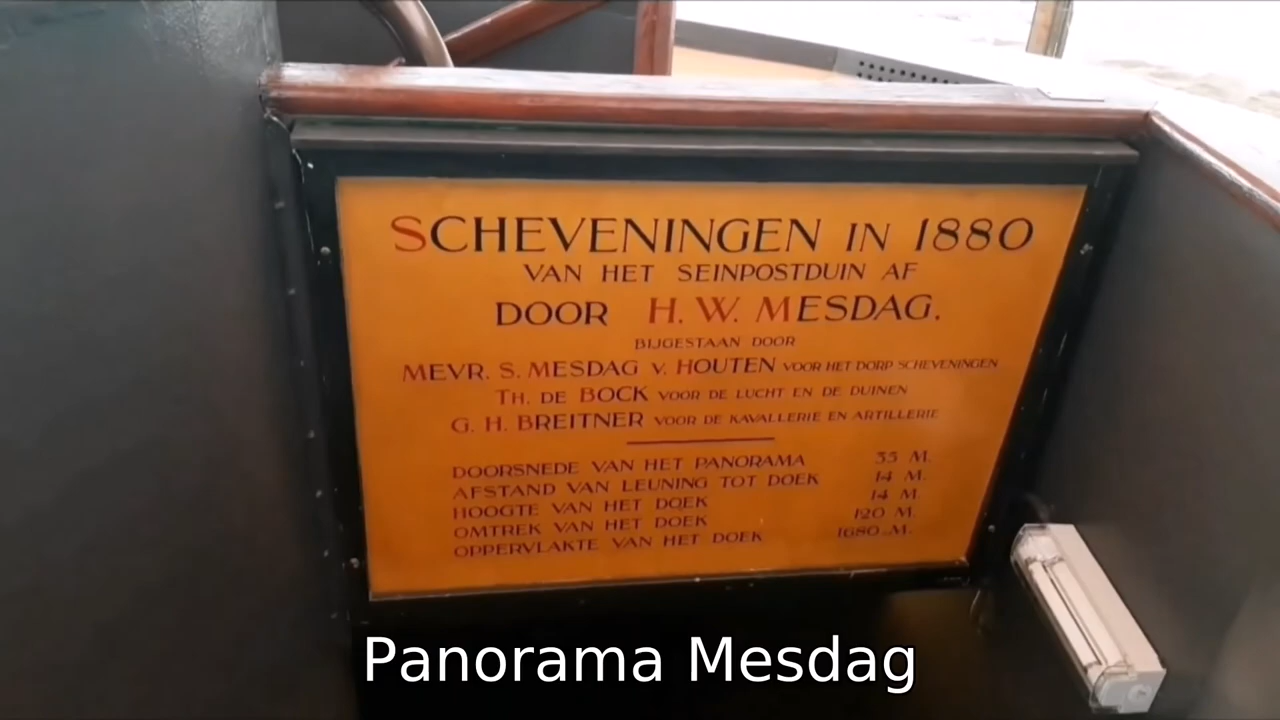 SCHEVENINGEN IN 1880
VAN HET SEINPOSTDUIN AF
DOOR H. W. MESDAG.
BIJGESTAAN DOOR
MEVR. S. MESDAG v. HOUTEN VOOR HET DORP SCHEVENINGEN
TH. DE BOCK VOOR DE LUCHT EN DE DUINEN
G. H. BREITNER VOOR DE KAVALLERIE EN ARTILLERIE
DOORSNEDE VAN HET PANORAMA 35 M.
AFSTAND VAN LEUNING TOT DOEK 14 M.
HOOGTE VAN HET DOEK 14 M.
OMTREK VAN HET DOEK 120 M.
OPPERVLAKTE VAN HET DOEK 1680 M.
Panorama Mesdag